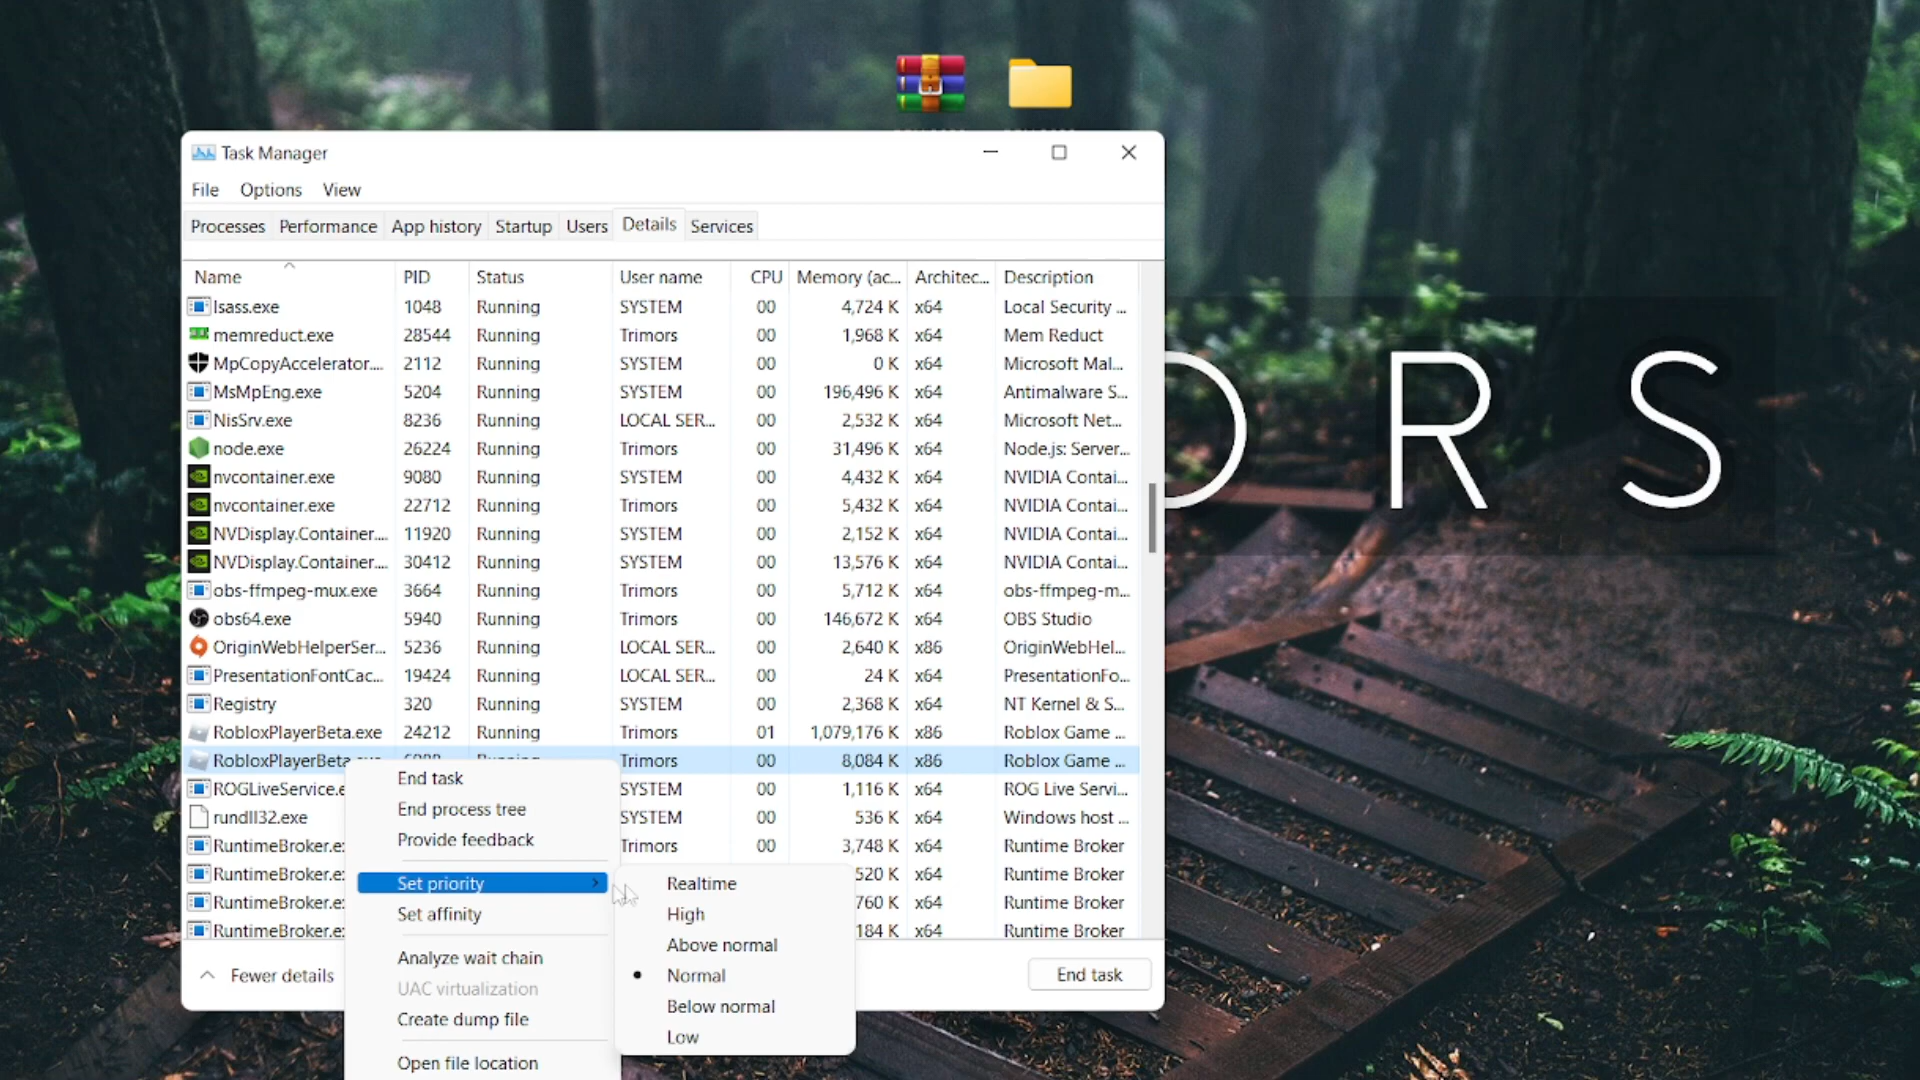 Task Manager
File Options View
Processes Performance App history Startup Users Details Services
Name PID Status User name CPU Memory (ac... Architec... Description
lsass.exe 1048 Running SYSTEM 00 4,724 K x64 Local Security ...
memreduct.exe 28544 Running Trimors 00 1,968 K x64 Mem Reduct
MpCopyAccelerator.... 2112 Running SYSTEM 00 0 K x64 Microsoft Mal...
MsMpEng.exe 5204 Running SYSTEM 00 196,496 K x64 Antimalware S...
NisSrv.exe 8236 Running LOCAL SER... 00 2,532 K x64 Microsoft Net...
node.exe 26224 Running Trimors 00 31,496 K x64 Node.js: Server...
nvcontainer.exe 9080 Running SYSTEM 00 4,432 K x64 NVIDIA Contai...
nvcontainer.exe 22712 Running Trimors 00 5,432 K x64 NVIDIA Contai...
NVDisplay.Container.... 11920 Running SYSTEM 00 2,152 K x64 NVIDIA Contai...
NVDisplay.Container.... 30412 Running SYSTEM 00 13,576 K x64 NVIDIA Contai...
obs-ffmpeg-mux.exe 3664 Running Trimors 00 5,712 K x64 obs-ffmpeg-m...
obs64.exe 5940 Running Trimors 00 146,672 K x64 OBS Studio
OriginWebHelperSer... 5236 Running LOCAL SER... 00 2,640 K x86 OriginWebHel...
PresentationFontCac... 19424 Running LOCAL SER... 00 24 K x64 PresentationFo...
Registry 320 Running SYSTEM 00 2,368 K x64 NT Kernel & S...
RobloxPlayerBeta.exe 24212 Running Trimors 01 1,079,176 K x86 Roblox Game ...
RobloxPlayerBeta Trimors 00 8,084 K x86 Roblox Game ...
ROGLiveService.e SYSTEM 00 1,116 K x64 ROG Live Servi...
rundll32.exe SYSTEM 00 536 K x64 Windows host ...
RuntimeBroker.e Trimors 00 3,748 K x64 Runtime Broker
RuntimeBroker.e 520 K x64 Runtime Broker
RuntimeBroker.e 760 K x64 Runtime Broker
RuntimeBroker.e 184 K x64 Runtime Broker
Fewer details
End task
End task
End process tree
Provide feedback
Set priority
Set affinity
Analyze wait chain
UAC virtualization
Create dump file
Open file location
Realtime
High
Above normal
Normal
Below normal
Low
O R S